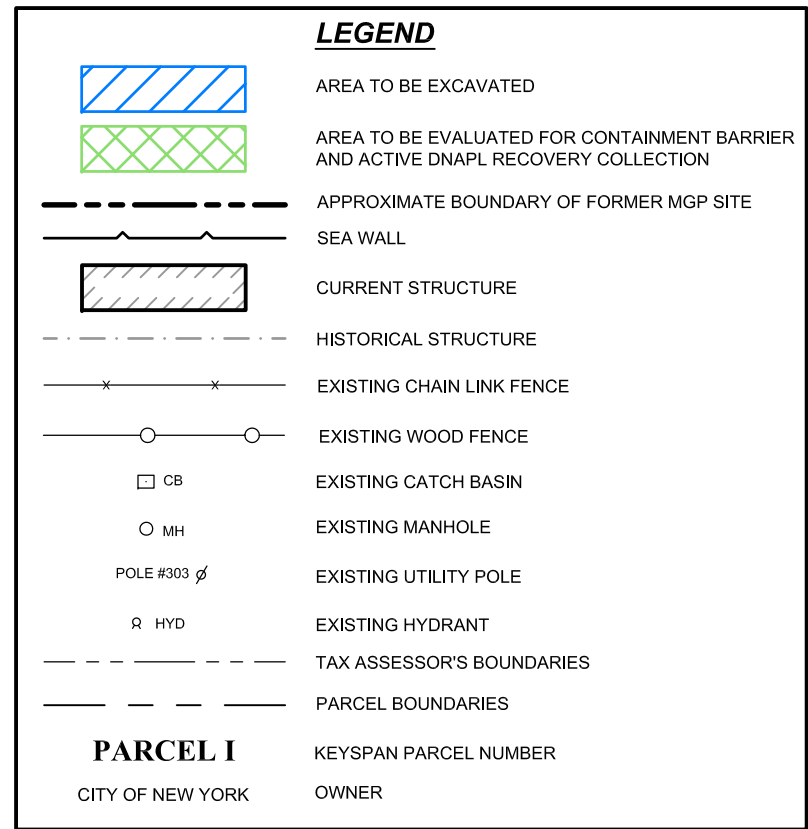 LEGEND
AREA TO BE EXCAVATED
AREA TO BE EVALUATED FOR CONTAINMENT BARRIER
AND ACTIVE DNAPL RECOVERY COLLECTION
APPROXIMATE BOUNDARY OF FORMER MGP SITE
SEA WALL
CURRENT STRUCTURE
HISTORICAL STRUCTURE
EXISTING CHAIN LINK FENCE
EXISTING WOOD FENCE
CB EXISTING CATCH BASIN
MH EXISTING MANHOLE
POLE #303 EXISTING UTILITY POLE
HYD EXISTING HYDRANT
TAX ASSESSOR'S BOUNDARIES
PARCEL BOUNDARIES
PARCEL I KEYSPAN PARCEL NUMBER
CITY OF NEW YORK OWNER